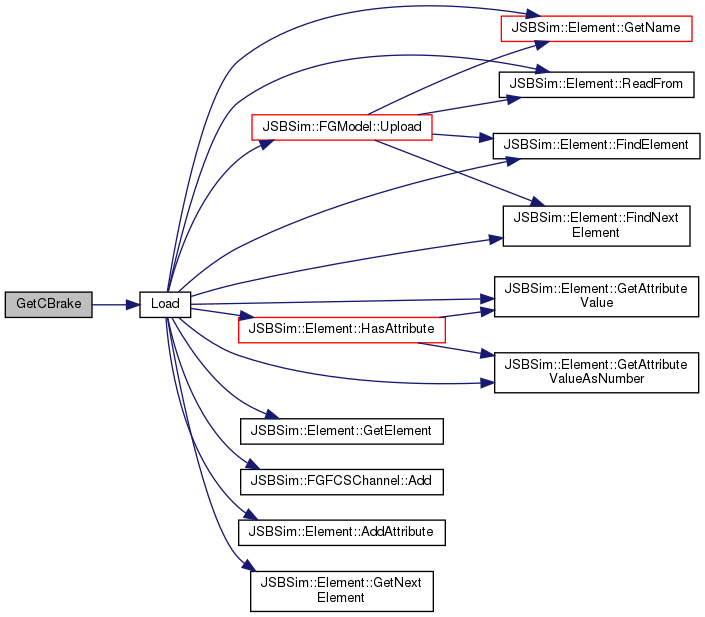 JSBSim::Element::GetName
JSBSim::Element::ReadFrom
JSBSim::FGModel::Upload
JSBSim::Element::FindElement
JSBSim::Element::FindNext
Element
JSBSim::Element::GetAttribute
Value
GetCBrake
Load
JSBSim::Element::HasAttribute
JSBSim::Element::GetAttribute
ValueAsNumber
JSBSim::Element::GetElement
JSBSim::FGFCSChannel::Add
JSBSim::Element::AddAttribute
JSBSim::Element::GetNext
Element